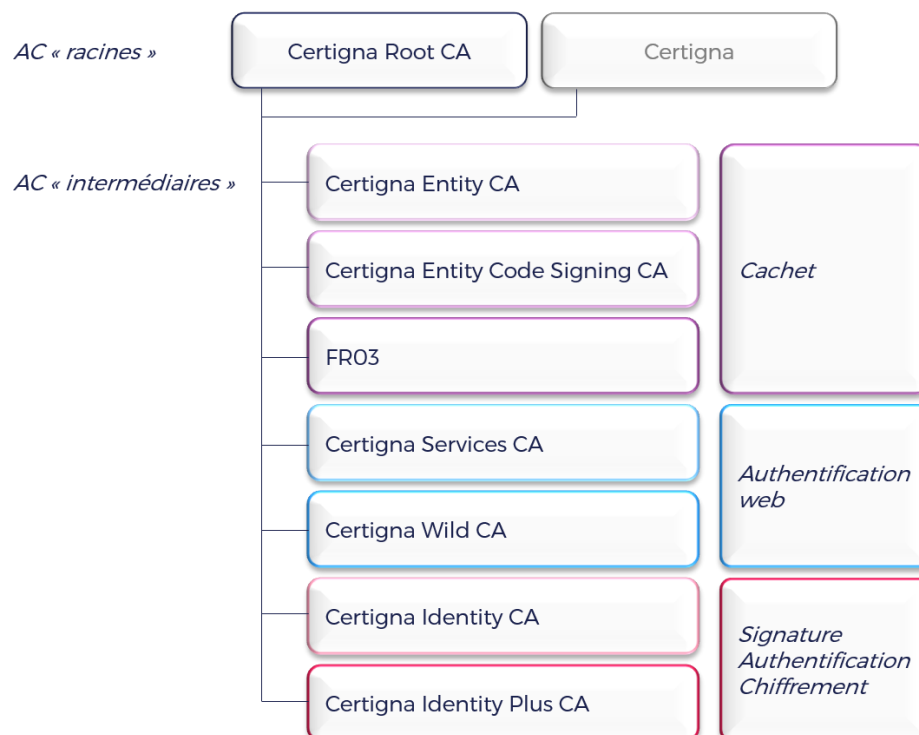 AC « racines »
Certigna Root CA
Certigna
AC « intermédiaires »
Certigna Entity CA
Certigna Entity Code Signing CA
FR03
Cachet
Certigna Services CA
Certigna Wild CA
Authentification
web
Certigna Identity CA
Certigna Identity Plus CA
Signature
Authentification
Chiffrement